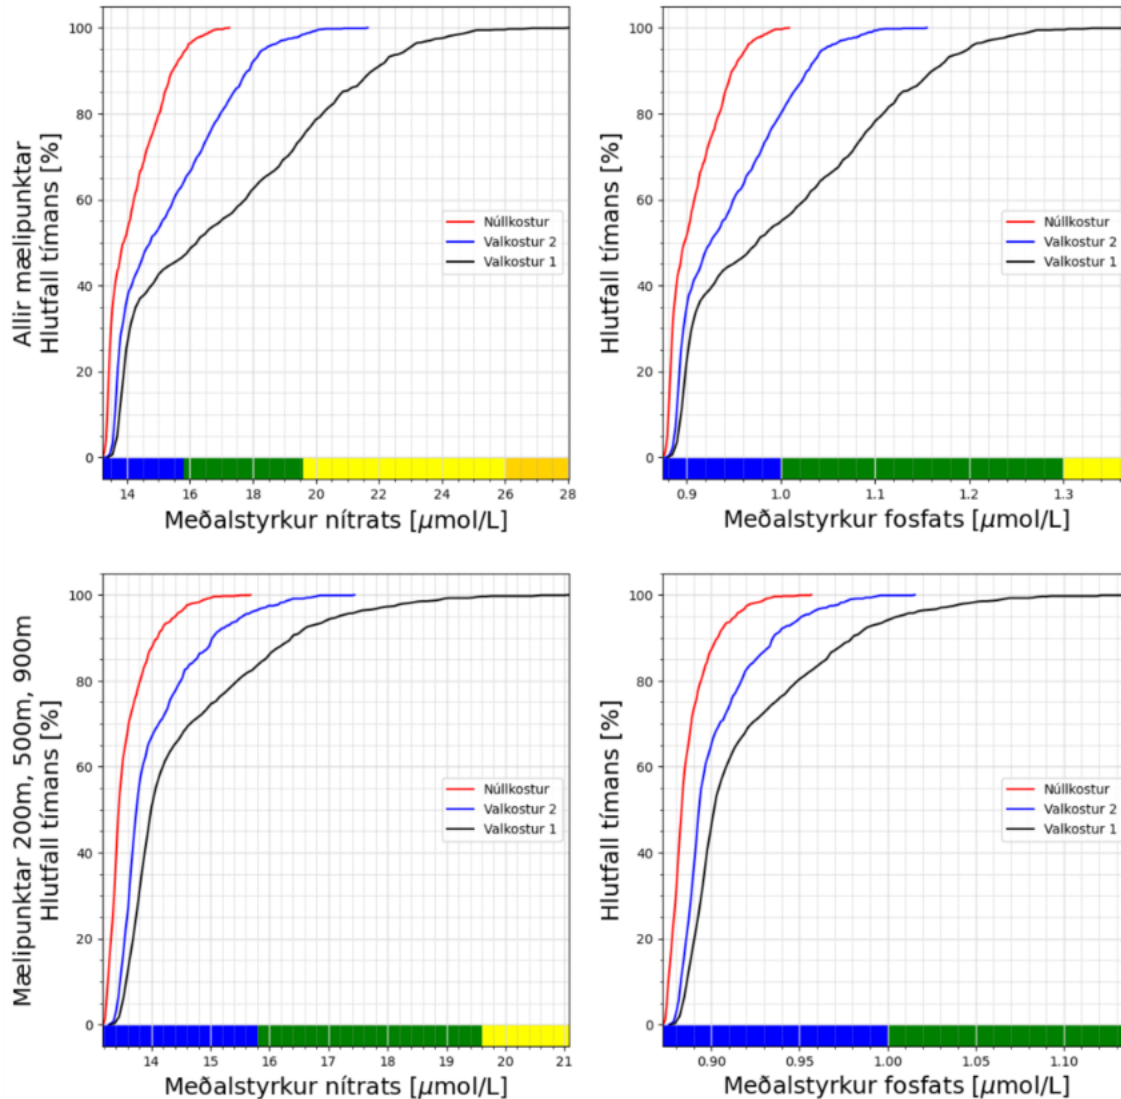 Allir mælipunktar
Hlutfall tímans [%]
100
80
60
40
20
0
Núllkostur
Valkostur 2
Valkostur 1
14 16 18 20 22 24 26 28
Meðalstyrkur nítrats [μmol/L]
Hlutfall tímans [%]
100
80
60
40
20
0
Núllkostur
Valkostur 2
Valkostur 1
0.9 1.0 1.1 1.2 1.3
Meðalstyrkur fosfats [μmol/L]
Mælipunktar 200m, 500m, 900m
Hlutfall tímans [%]
100
80
60
40
20
0
Núllkostur
Valkostur 2
Valkostur 1
14 15 16 17 18 19 20 21
Meðalstyrkur nítrats [μmol/L]
Hlutfall tímans [%]
100
80
60
40
20
0
Núllkostur
Valkostur 2
Valkostur 1
0.90 0.95 1.00 1.05 1.10
Meðalstyrkur fosfats [μmol/L]